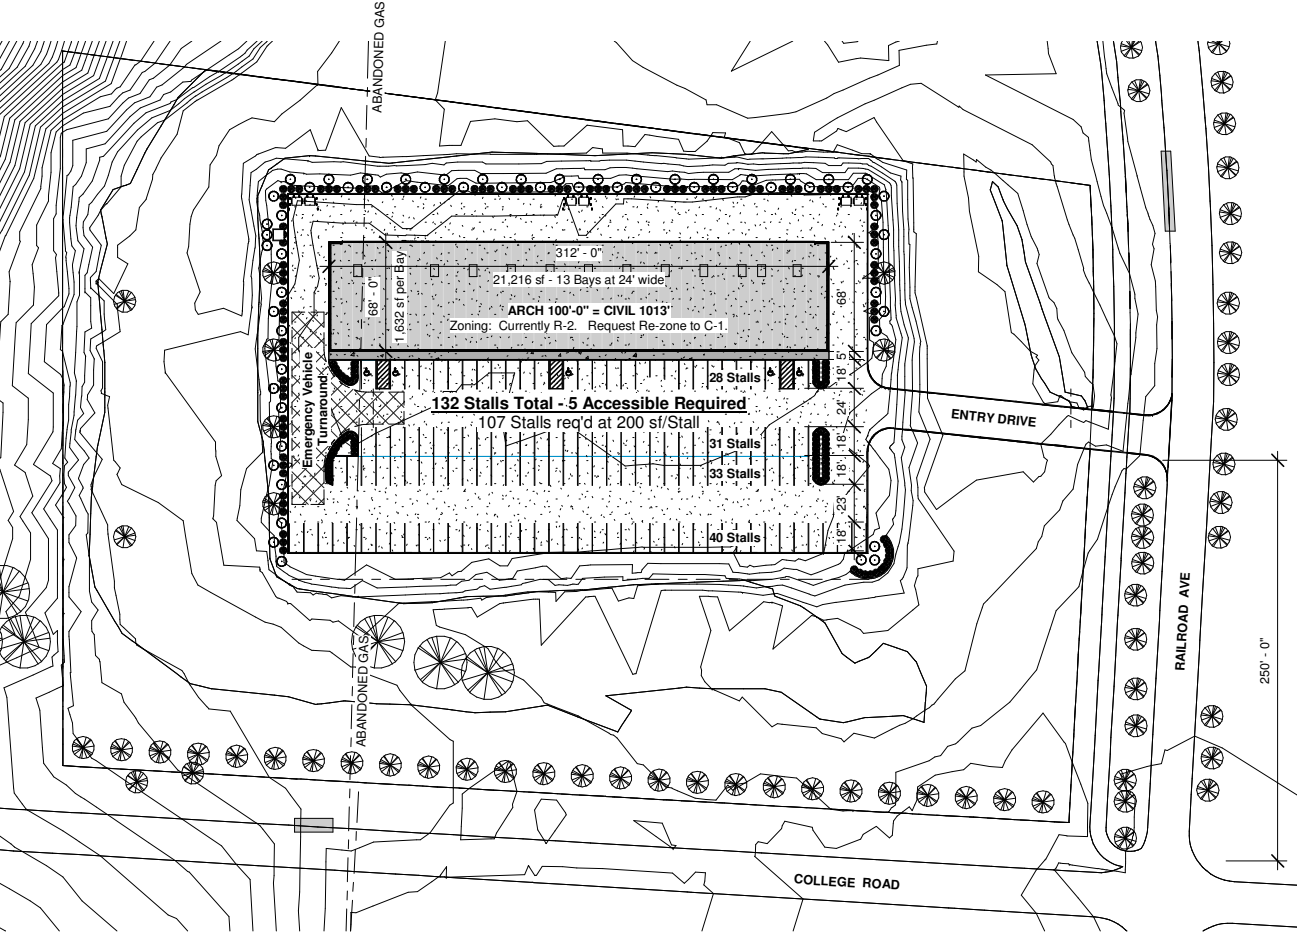 ABANDONED GAS
312' - 0"
21,216 sf - 13 Bays at 24' wide
68' - 0"
1,632 sf per Bay
68'
ARCH 100'-0" = CIVIL 1013'
Zoning: Currently R-2. Request Re-zone to C-1.
5'
18'
28 Stalls
Emergency Vehicle
Turnaround
132 Stalls Total - 5 Accessible Required
107 Stalls req'd at 200 sf/Stall
24'
ENTRY DRIVE
31 Stalls
18'
33 Stalls
18'
23'
40 Stalls
18'
RAILROAD AVE
250' - 0"
ABANDONED GAS
COLLEGE ROAD